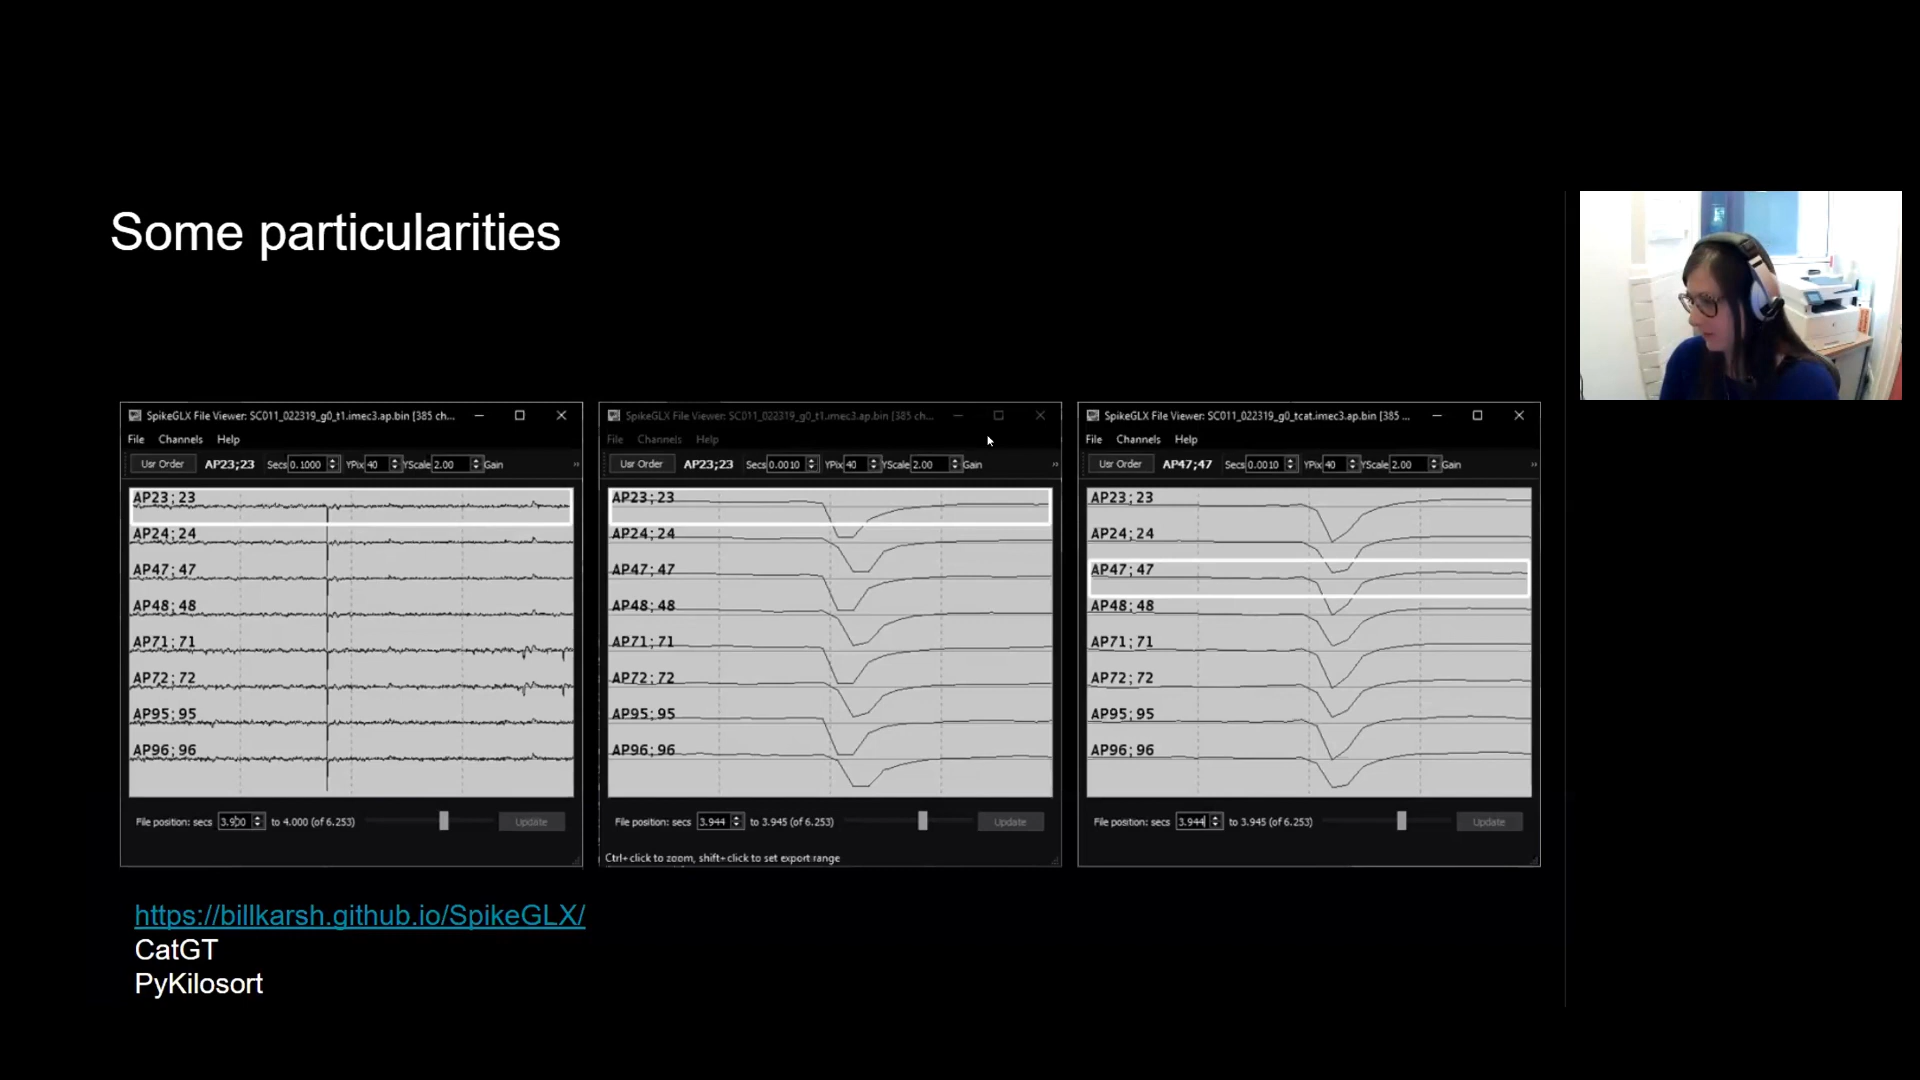 Some particularities
SpikeGLX File Viewer: SC011_022319_g0_t1.imec3.ap.bin [385 ch...
File Channels Help
Usr Order AP23;23 Secs 0.1000 YPix 40 YScale 2.00 Gain »
AP23;23
AP24;24
AP47;47
AP48;48
AP71;71
AP72;72
AP95;95
AP96;96
File position: secs 3.900 to 4.000 (of 6.253) Update
SpikeGLX File Viewer: SC011_022319_g0_t1.imec3.ap.bin [385 ch...
File Channels Help
Usr Order AP23;23 Secs 0.0010 YPix 40 YScale 2.00 Gain »
AP23;23
AP24;24
AP47;47
AP48;48
AP71;71
AP72;72
AP95;95
AP96;96
File position: secs 3.944 to 3.945 (of 6.253) Update
Ctrl+click to zoom, shift+click to set export range
SpikeGLX File Viewer: SC011_022319_g0_tcat.imec3.ap.bin [385 ...
File Channels Help
Usr Order AP47;47 Secs 0.0010 YPix 40 YScale 2.00 Gain »
AP23;23
AP24;24
AP47;47
AP48;48
AP71;71
AP72;72
AP95;95
AP96;96
File position: secs 3.944 to 3.945 (of 6.253) Update
https://billkarsh.github.io/SpikeGLX/
CatGT
PyKilosort